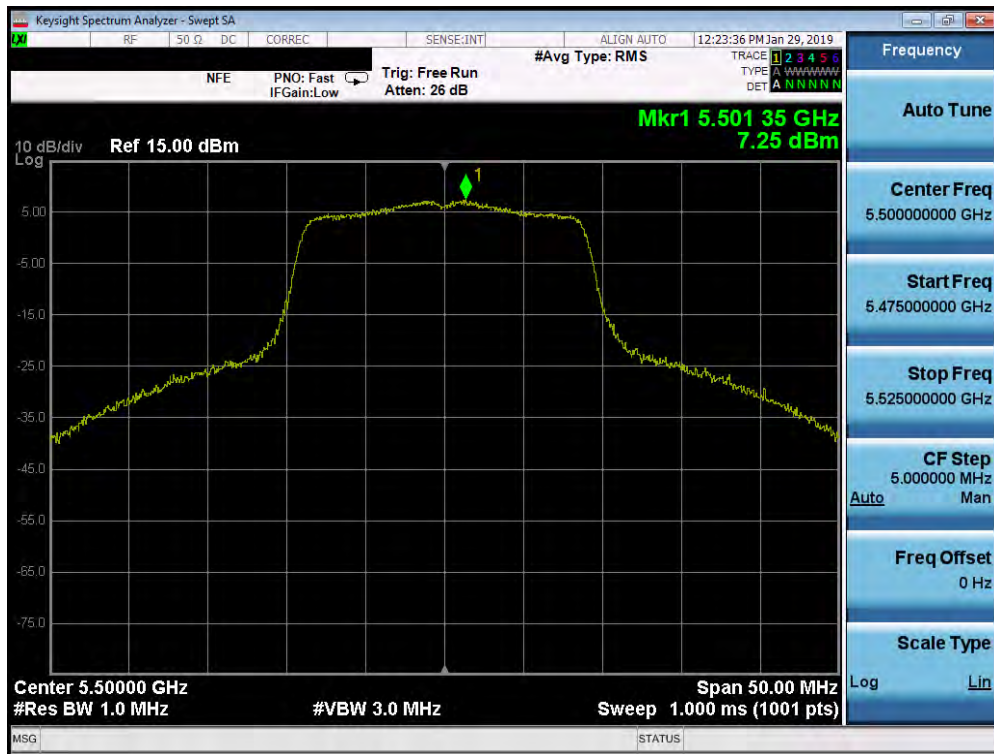 Keysight Spectrum Analyzer - Swept SA
LXI RF 50 Ω DC CORREC SENSE:INT ALIGN AUTO 12:23:36 PM Jan 29, 2019
NFE PNO: Fast Trig: Free Run #Avg Type: RMS TRACE 1 2 3 4 5 6
IFGain:Low Atten: 26 dB TYPE A WWWWWW
DET A N N N N N
Mkr1 5.501 35 GHz
7.25 dBm
10 dB/div Ref 15.00 dBm
Log
1
5.00
-5.00
-15.0
-25.0
-35.0
-45.0
-55.0
-65.0
-75.0
Center 5.50000 GHz Span 50.00 MHz
#Res BW 1.0 MHz #VBW 3.0 MHz Sweep 1.000 ms (1001 pts)
MSG STATUS
Frequency
Auto Tune
Center Freq
5.500000000 GHz
Start Freq
5.475000000 GHz
Stop Freq
5.525000000 GHz
CF Step
5.000000 MHz
Auto Man
Freq Offset
0 Hz
Scale Type
Log Lin